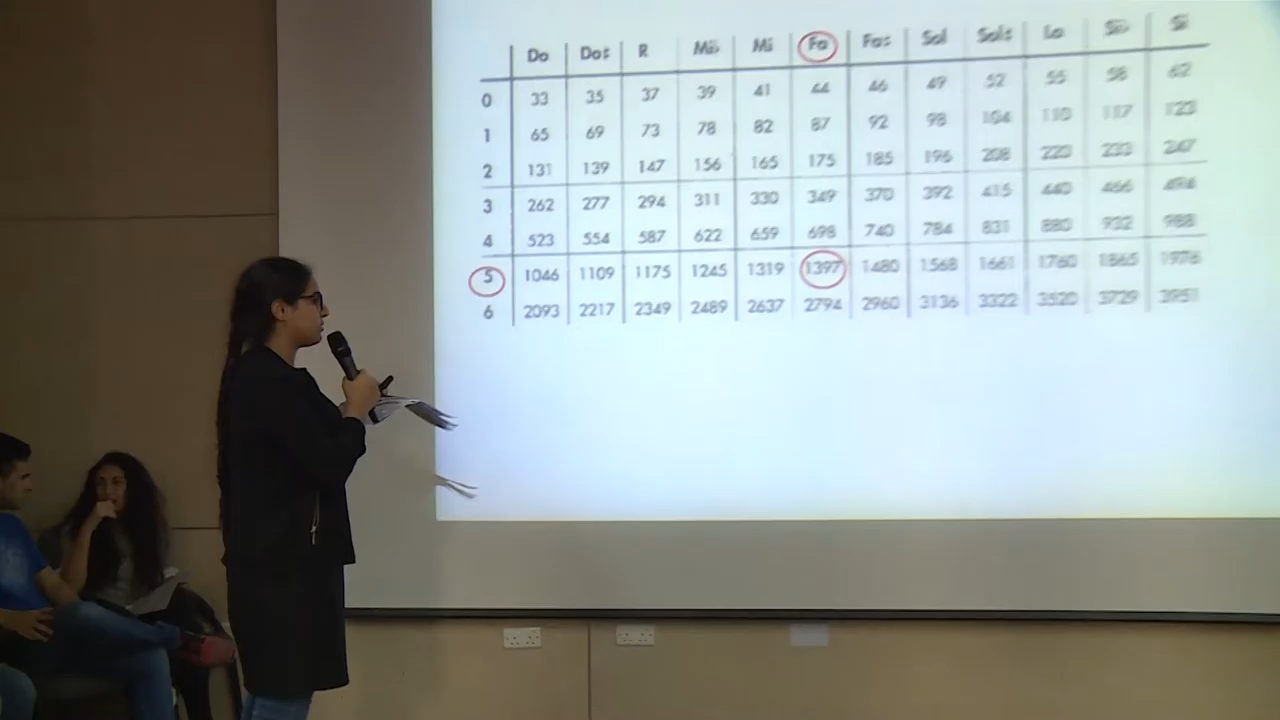 Do Do♯ R Mi♭ Mi Fa Fa♯ Sol Sol♯ La Si♭ Si
0 33 35 37 39 41 44 46 49 52 55 58 62
1 65 69 73 78 82 87 92 98 104 110 117 123
2 131 139 147 156 165 175 185 196 208 220 233 247
3 262 277 294 311 330 349 370 392 415 440 466 494
4 523 554 587 622 659 698 740 784 831 880 932 988
5 1046 1109 1175 1245 1319 1397 1480 1568 1661 1760 1865 1976
6 2093 2217 2349 2489 2637 2794 2960 3136 3322 3520 3729 3951